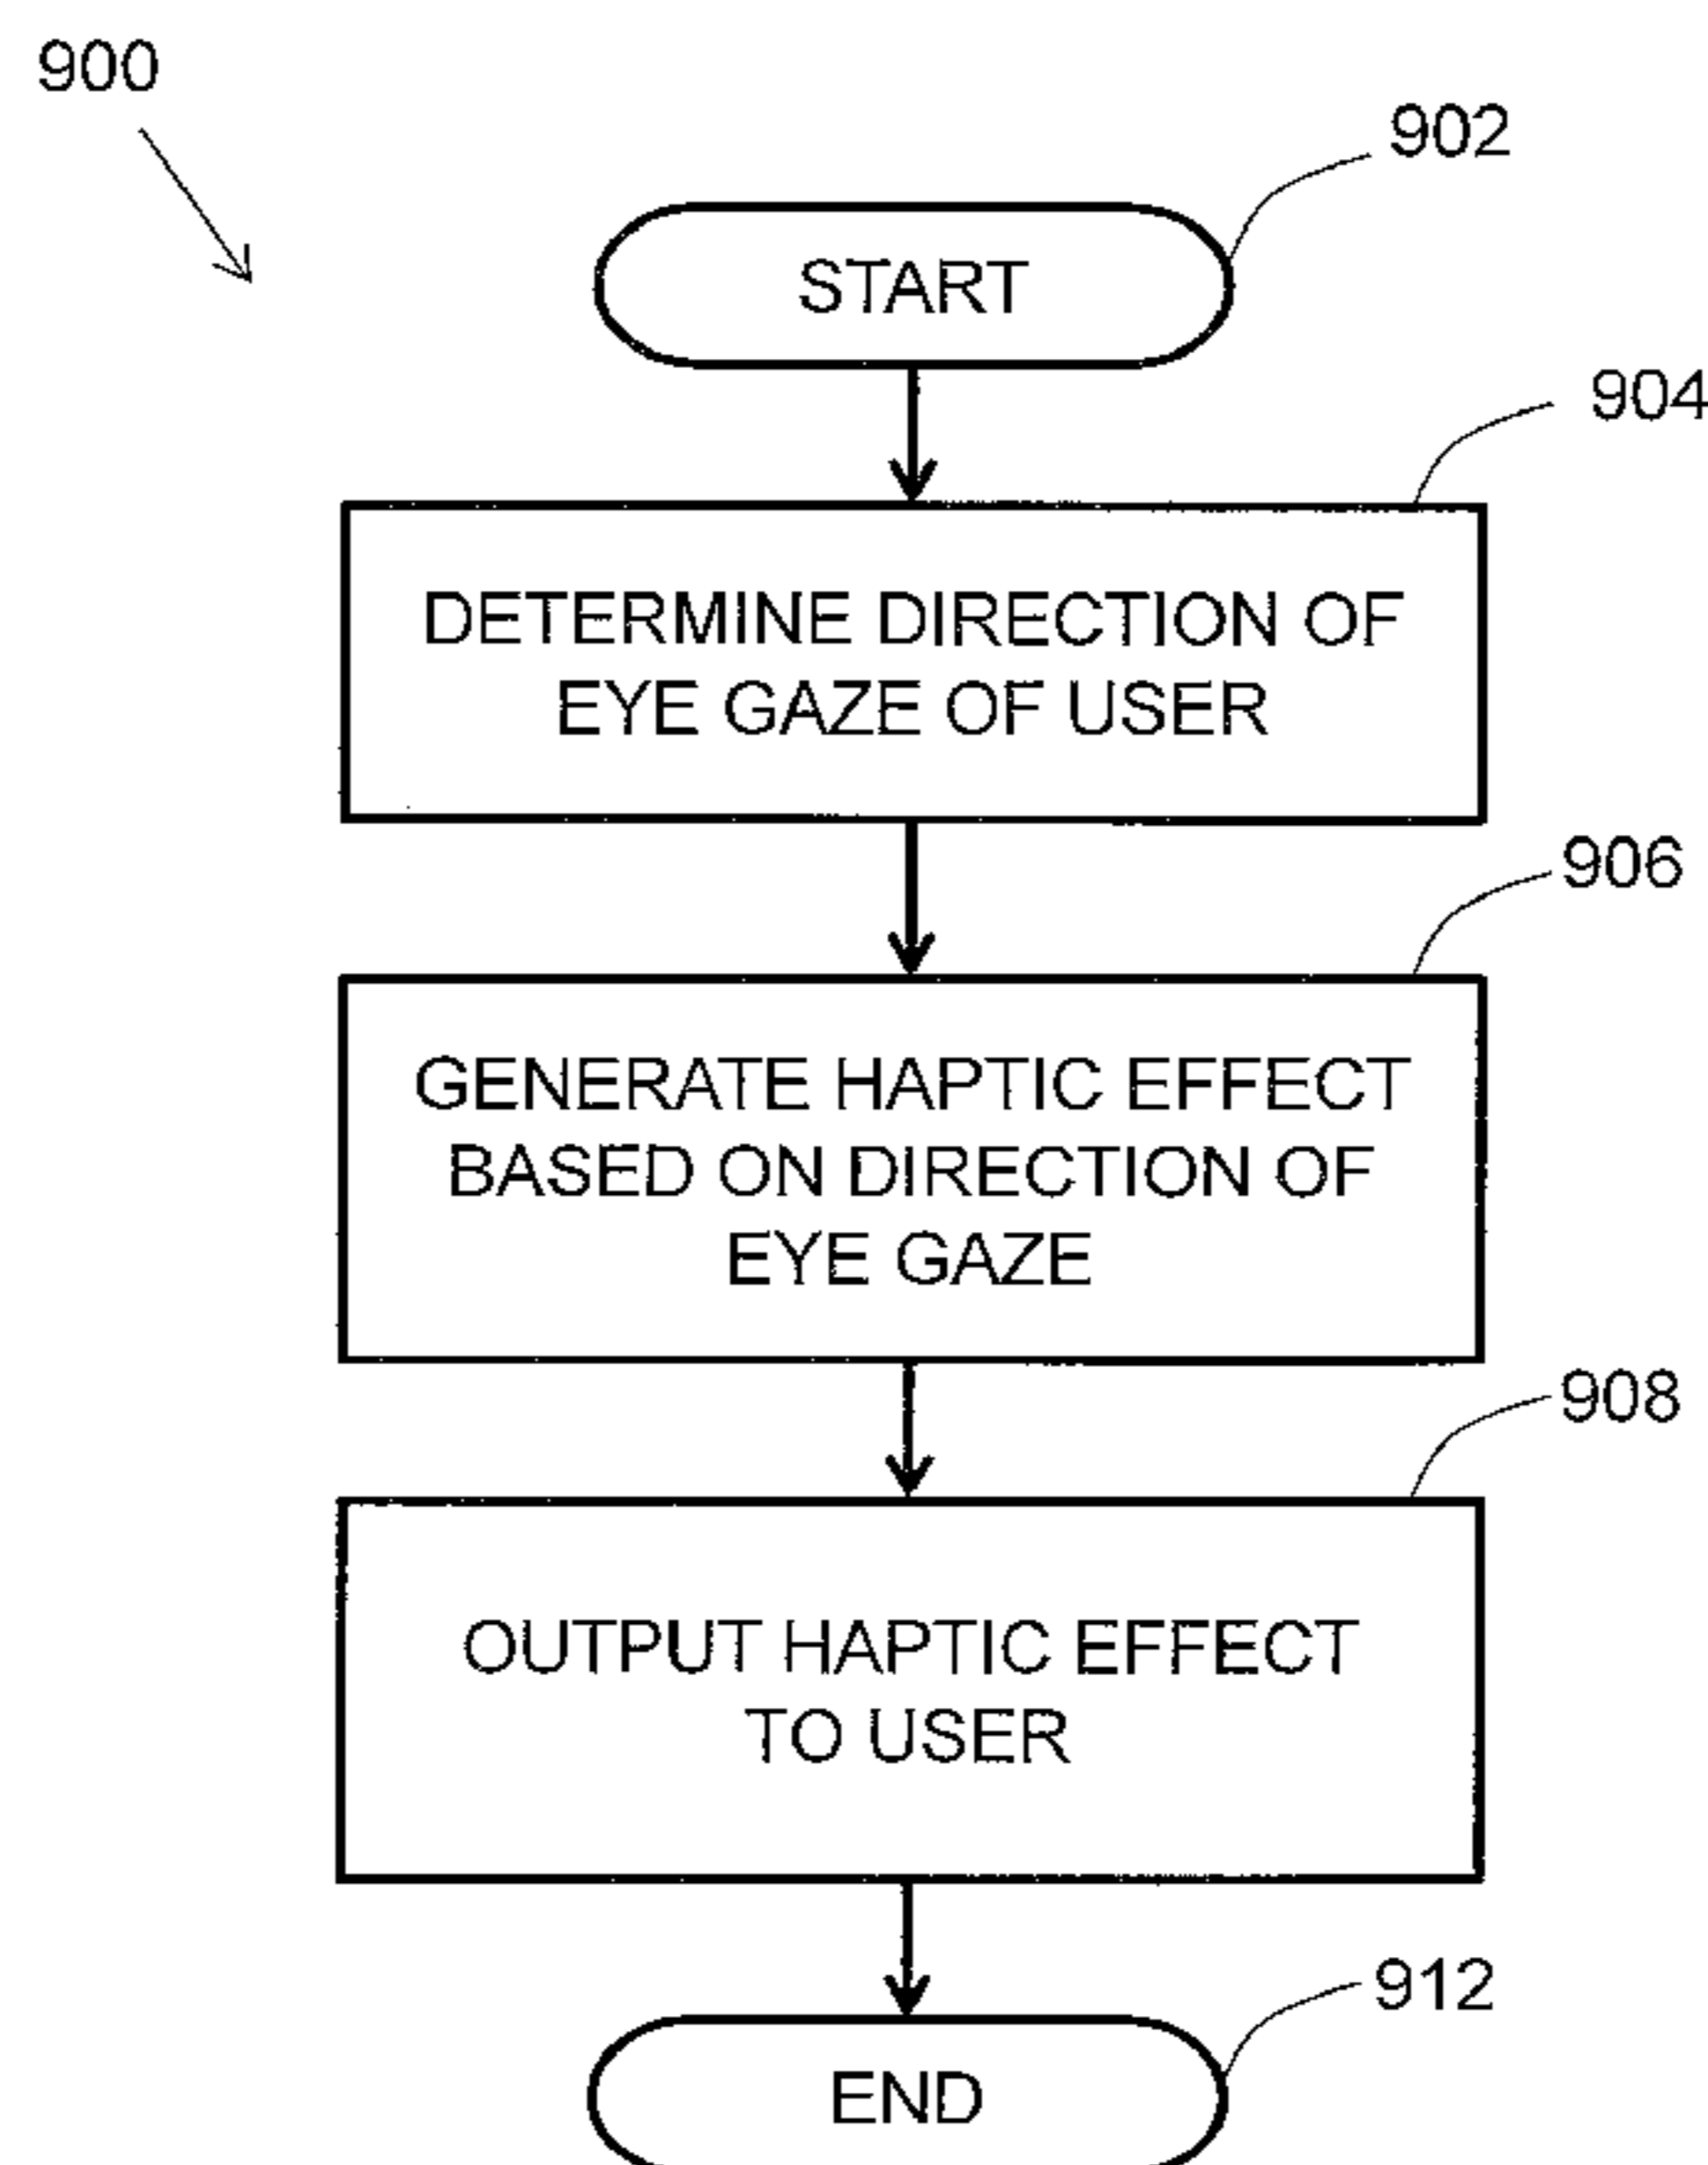 900
902
START
904
DETERMINE DIRECTION OF
EYE GAZE OF USER
906
GENERATE HAPTIC EFFECT
BASED ON DIRECTION OF
EYE GAZE
908
OUTPUT HAPTIC EFFECT
TO USER
912
END